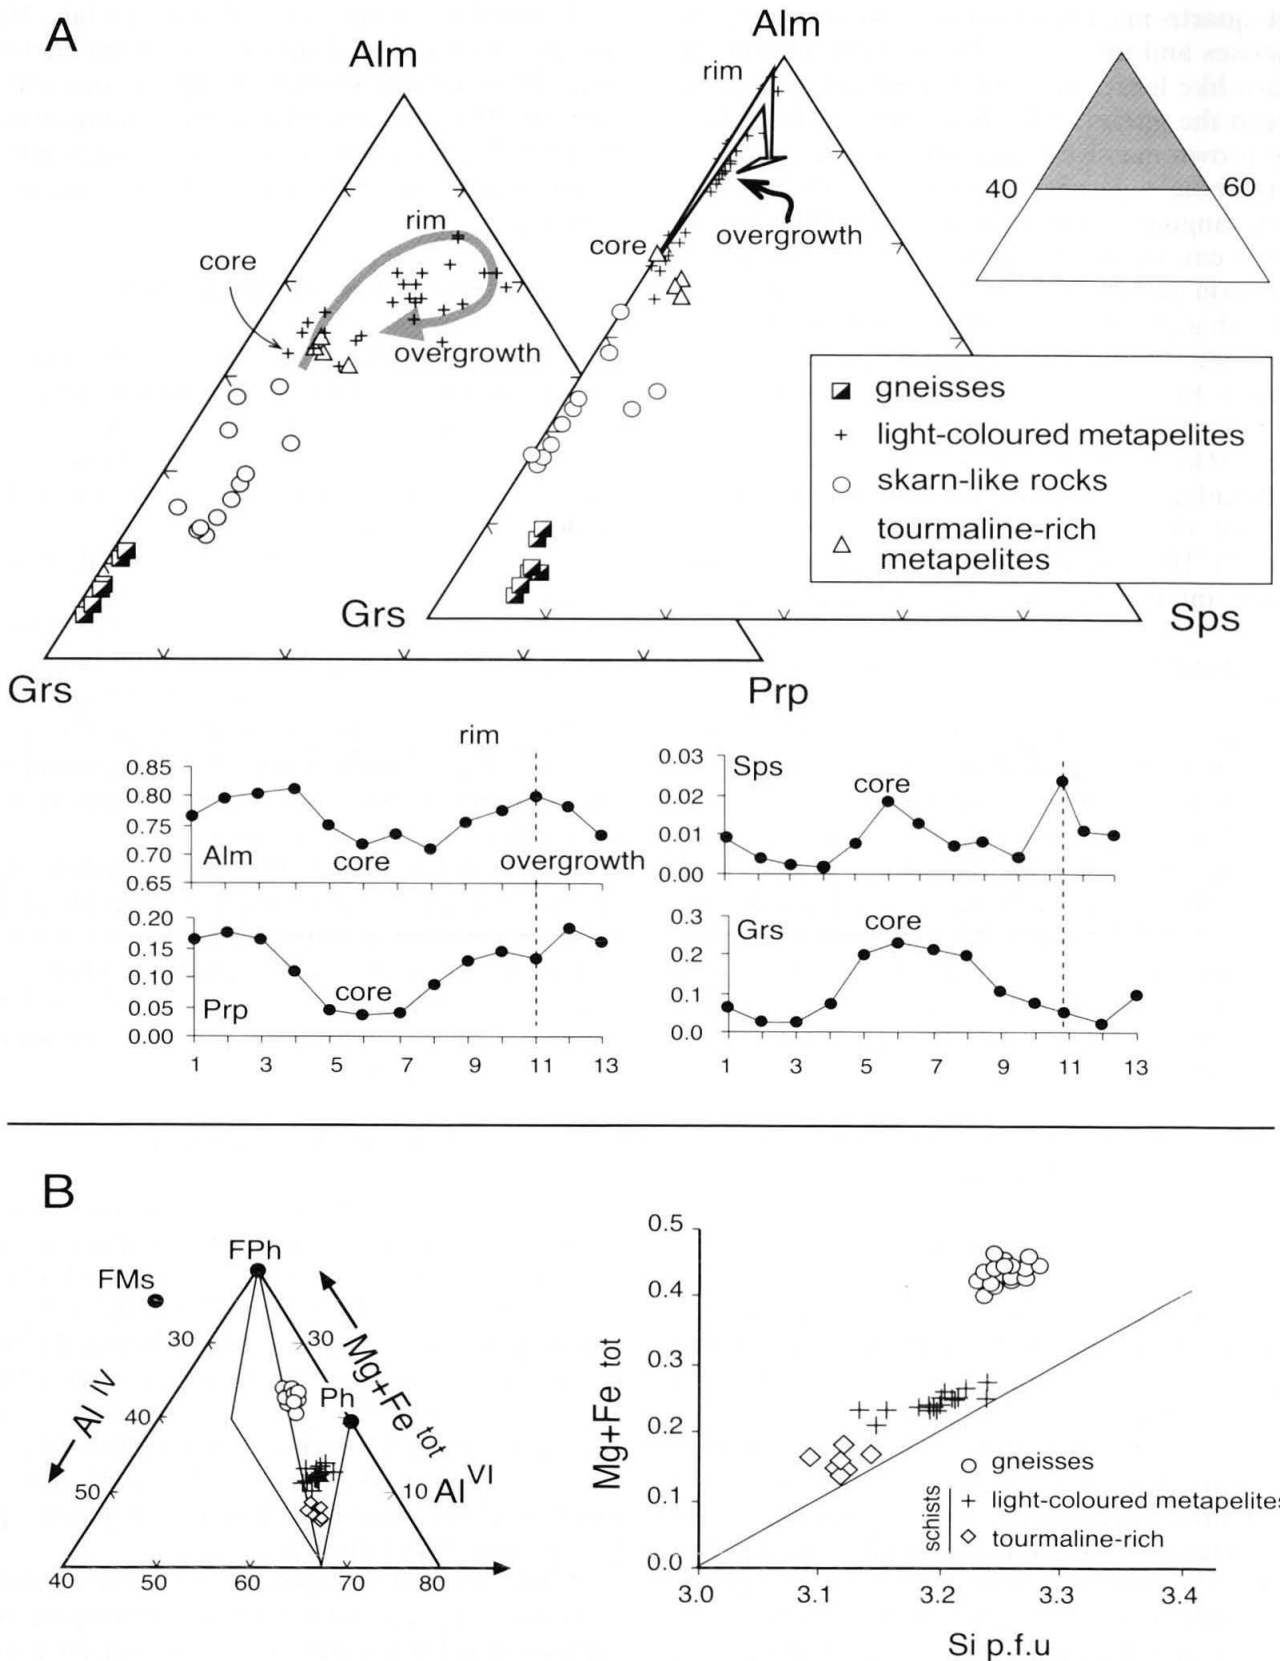 A
Alm
rim
core
overgrowth
Grs
Prp
Alm
rim
core
overgrowth
Grs
Sps
40
60
gneisses
light-coloured metapelites
skarn-like rocks
tourmaline-rich
metapelites
rim
0.85
0.80
0.75
0.70
0.65
Alm
core
overgrowth
0.20
0.15
0.10
0.05
0.00
Prp
core
1 3 5 7 9 11 13
0.03
0.02
0.01
0.00
Sps
core
0.3
0.2
0.1
0.0
Grs
core
1 3 5 7 9 11 13
B
FPh
FMs
30
30
Ph
Mg+Fe tot
Al IV
40
50
10
Al VI
40 50 60 70 80
0.5
0.4
0.3
0.2
0.1
0.0
Mg+Fe tot
gneisses
schists
light-coloured metapelites
tourmaline-rich
3.0 3.1 3.2 3.3 3.4
Si p.f.u